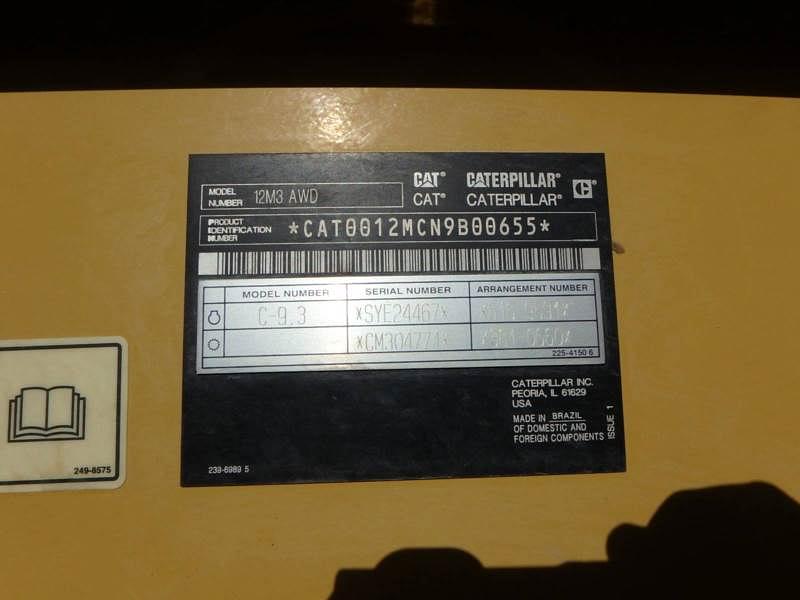 CAT® CATERPILLAR®
MODEL NUMBER 12M3 AWD
CAT® CATERPILLAR®
PRODUCT IDENTIFICATION NUMBER *CAT0012MCN9B00655*
MODEL NUMBER SERIAL NUMBER ARRANGEMENT NUMBER
C-9.3 *SYE24467*
*CM304774*
225-4150 6
CATERPILLAR INC.
PEORIA, IL 61629
USA
MADE IN BRAZIL
OF DOMESTIC AND
FOREIGN COMPONENTS
ISSUE 1
239-6989 5
249-8575